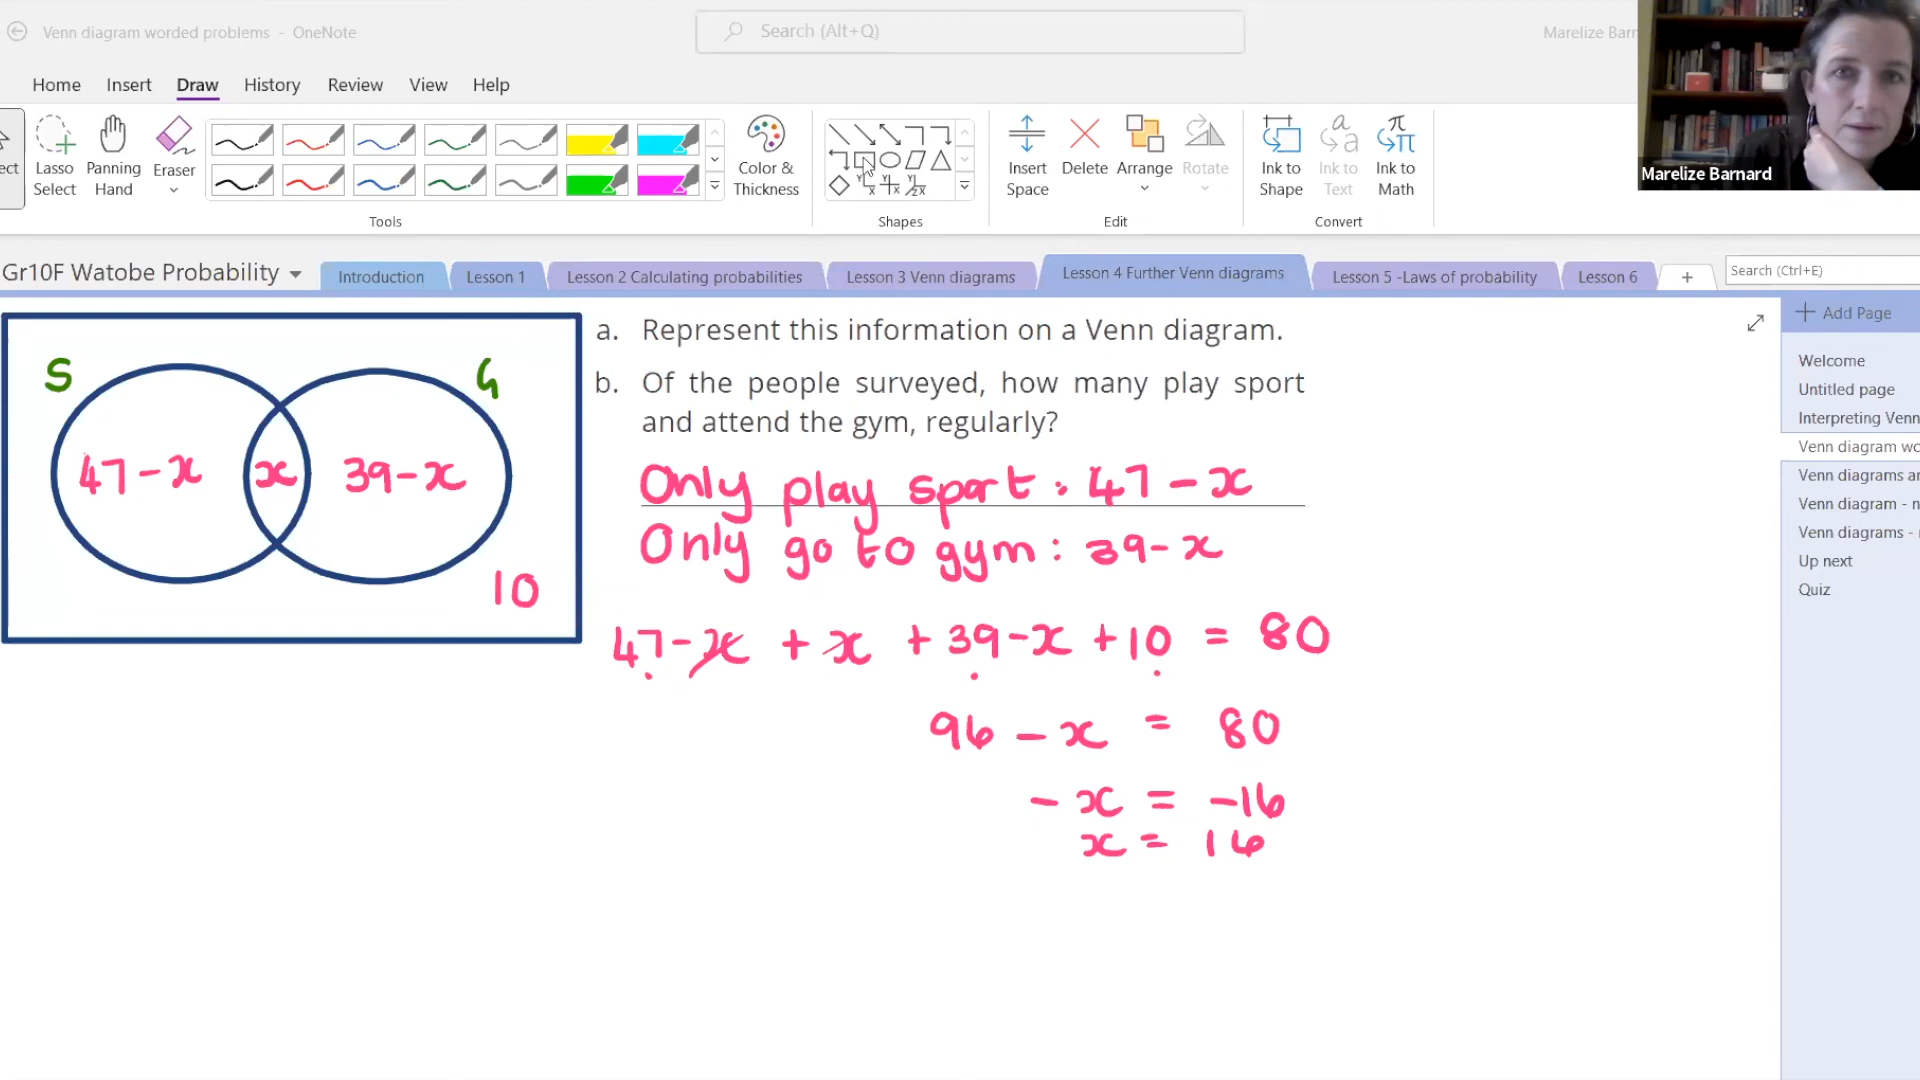 Venn diagram worded problems - OneNote
Search (Alt+Q)
Marelize Barn
Home Insert Draw History Review View Help
Lasso Select
Panning Hand
Eraser
Color & Thickness
Insert Space
Delete
Arrange
Rotate
Ink to Shape
Ink to Text
Ink to Math
Marelize Barnard
Tools
Shapes
Edit
Convert
Gr10F Watobe Probability
Introduction
Lesson 1
Lesson 2 Calculating probabilities
Lesson 3 Venn diagrams
Lesson 4 Further Venn diagrams
Lesson 5 -Laws of probability
Lesson 6
+
Search (Ctrl+E)
S
G
47-x
x
39-x
10
a. Represent this information on a Venn diagram.
b. Of the people surveyed, how many play sport
and attend the gym, regularly?
Only play sport: 47-x
Only go to gym: 39-x
47-x + x + 39-x + 10 = 80
96 - x = 80
-x = -16
x = 16
Add Page
Welcome
Untitled page
Interpreting Venn
Venn diagram wo
Venn diagrams ar
Venn diagram - n
Venn diagrams -
Up next
Quiz